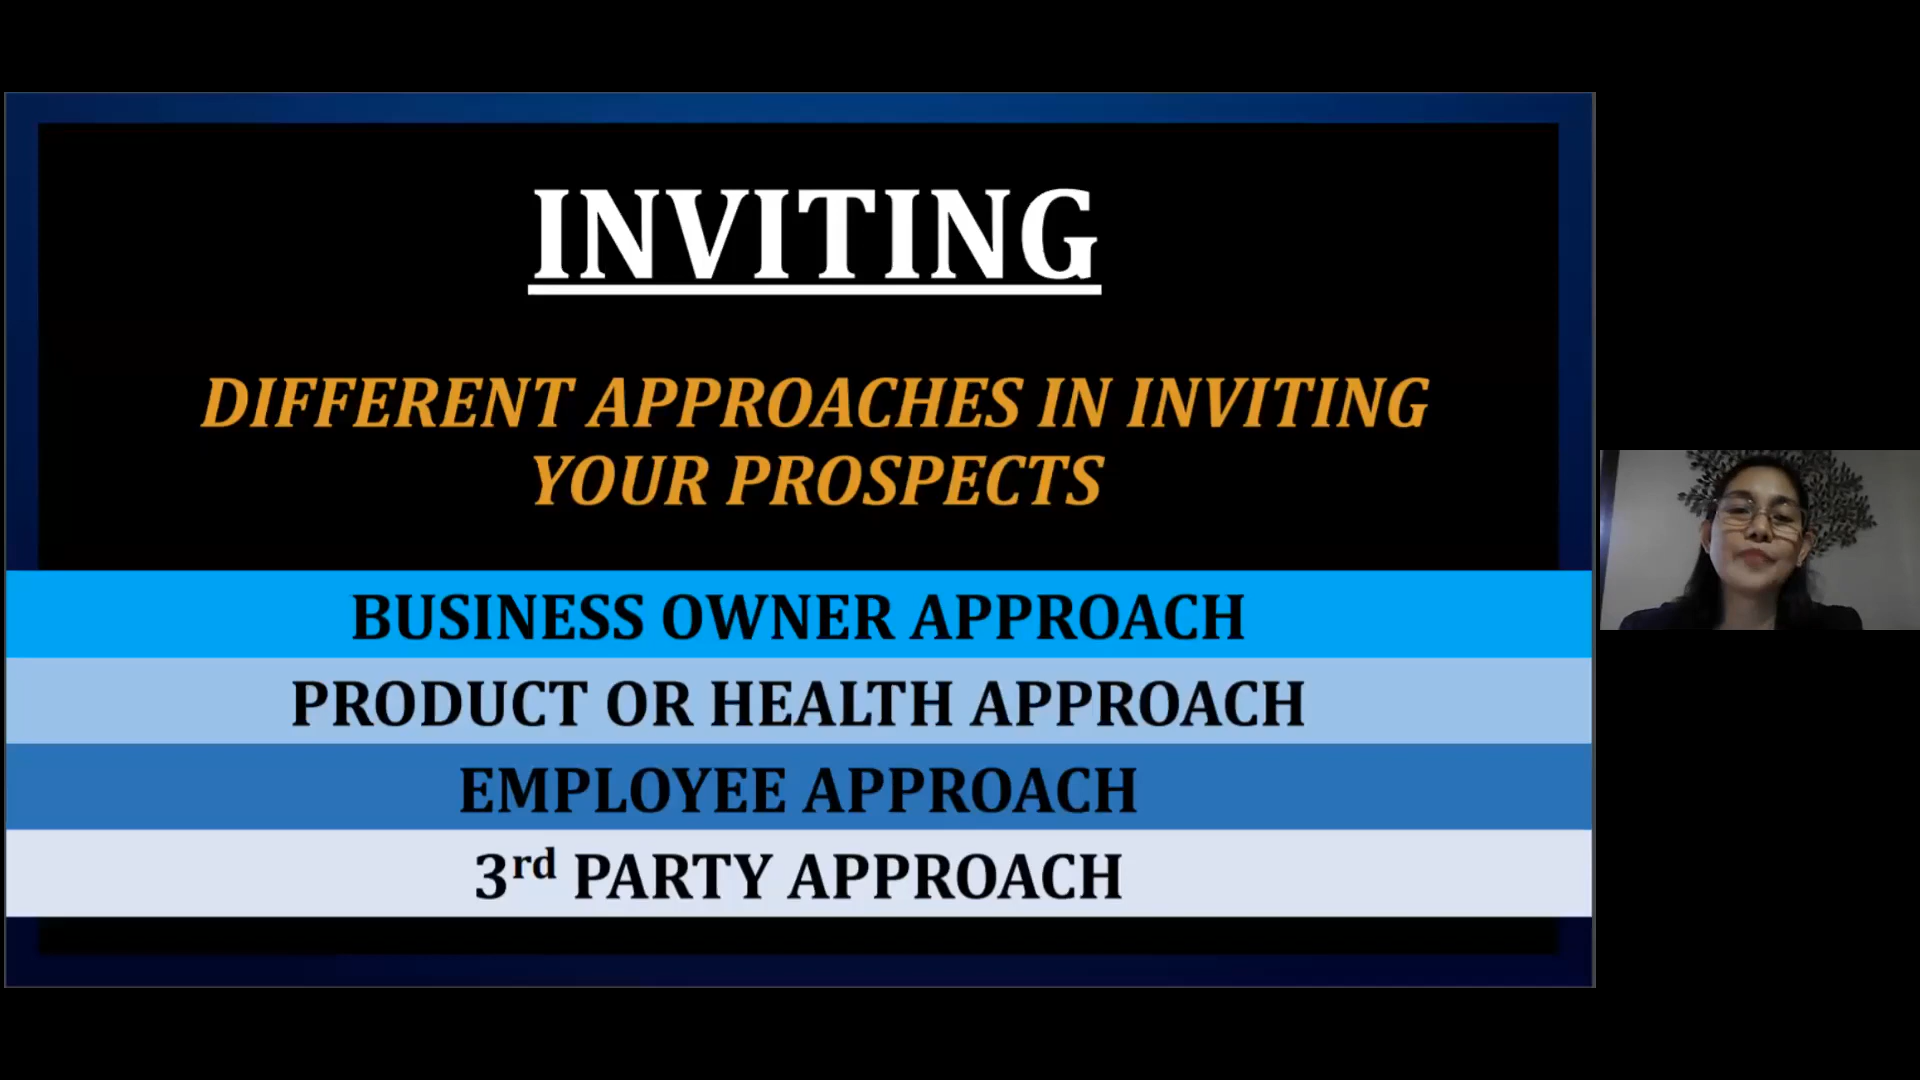 INVITING
DIFFERENT APPROACHES IN INVITING
YOUR PROSPECTS
BUSINESS OWNER APPROACH
PRODUCT OR HEALTH APPROACH
EMPLOYEE APPROACH
3rd PARTY APPROACH